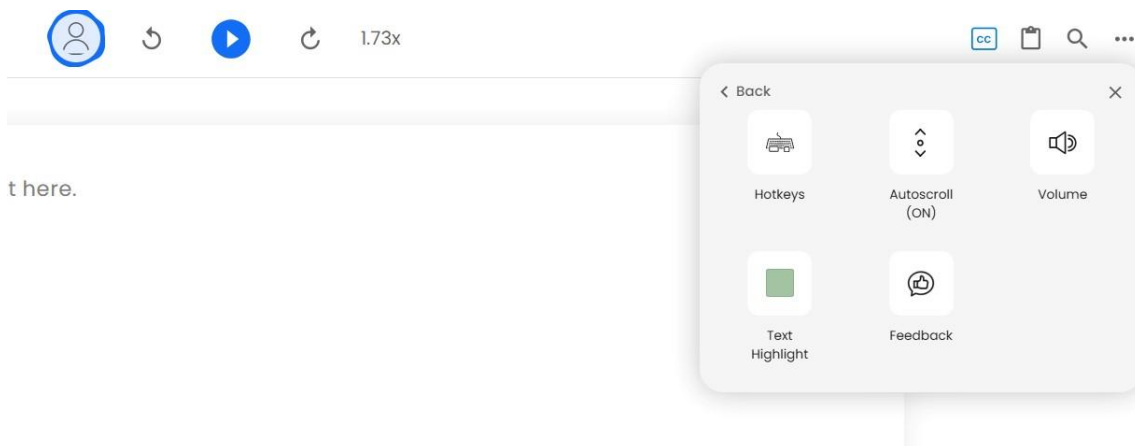 1.73x
CC
Back
Hotkeys
Autoscroll
(ON)
Volume
t here.
Text
Highlight
Feedback